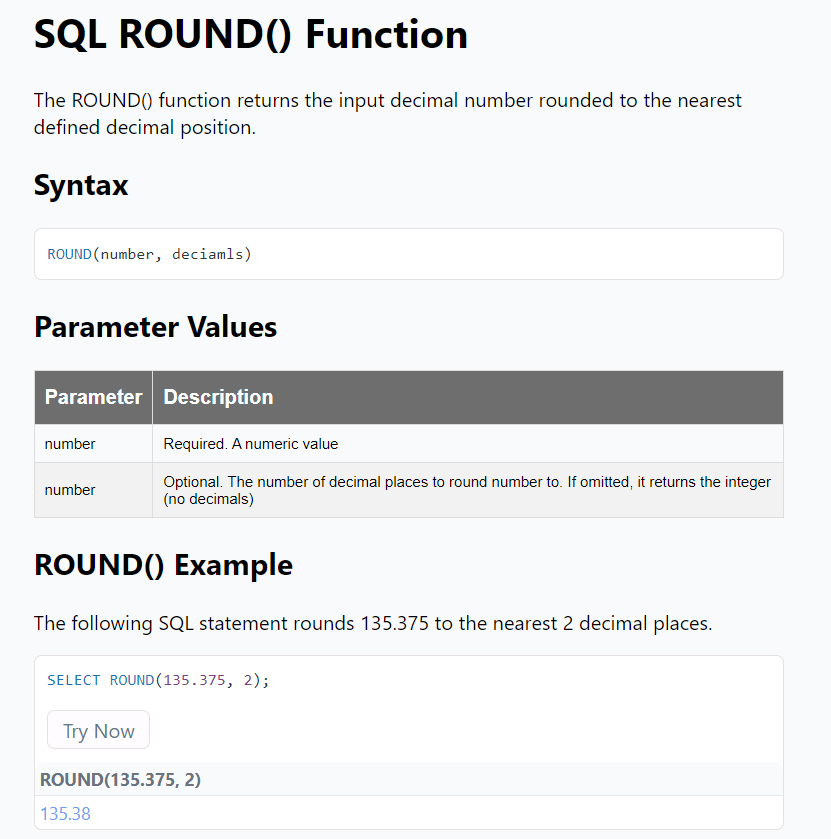 SQL ROUND() Function
The ROUND() function returns the input decimal number rounded to the nearest
defined decimal position.
Syntax
ROUND(number, deciamls)
Parameter Values
Parameter Description
number Required. A numeric value
number Optional. The number of decimal places to round number to. If omitted, it returns the integer
(no decimals)
ROUND() Example
The following SQL statement rounds 135.375 to the nearest 2 decimal places.
SELECT ROUND(135.375, 2);
Try Now
ROUND(135.375, 2)
135.38